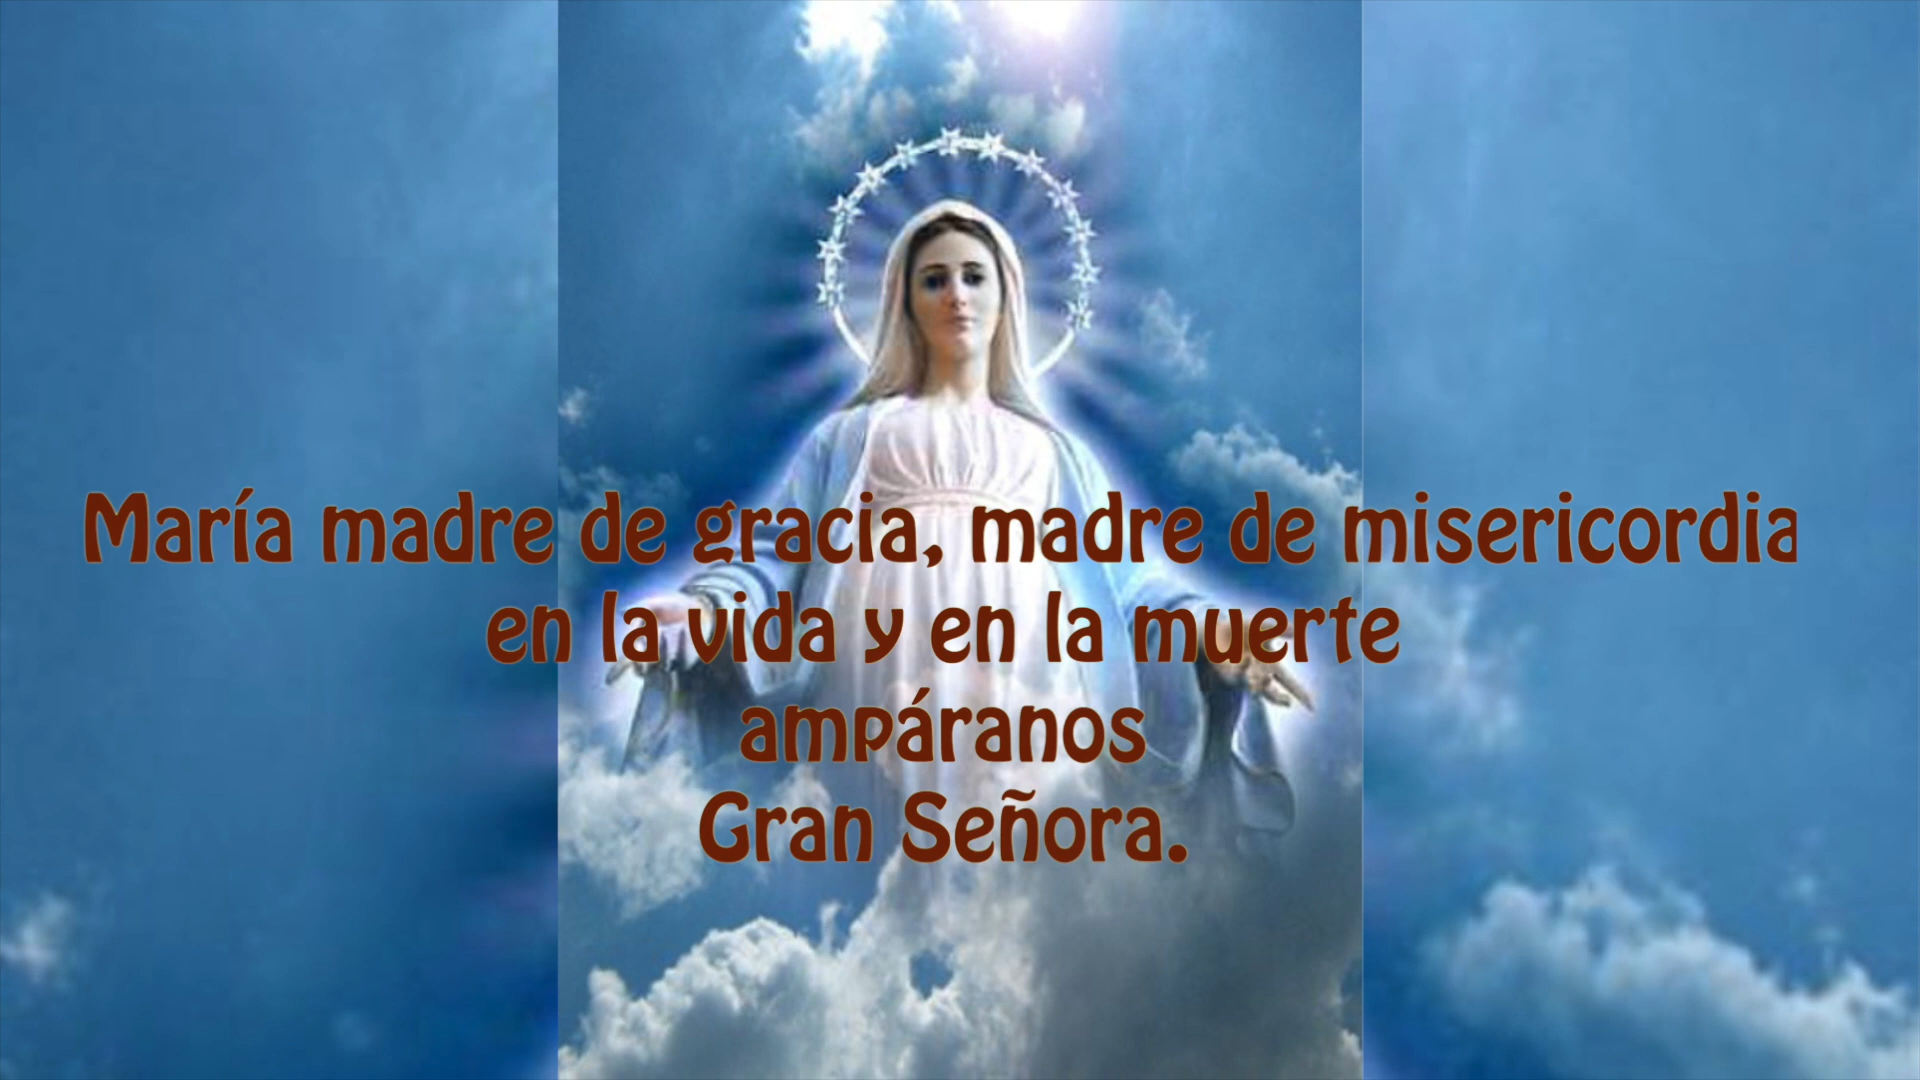 María madre de gracia, madre de misericordia
en la vida y en la muerte
ampáranos
Gran Señora.